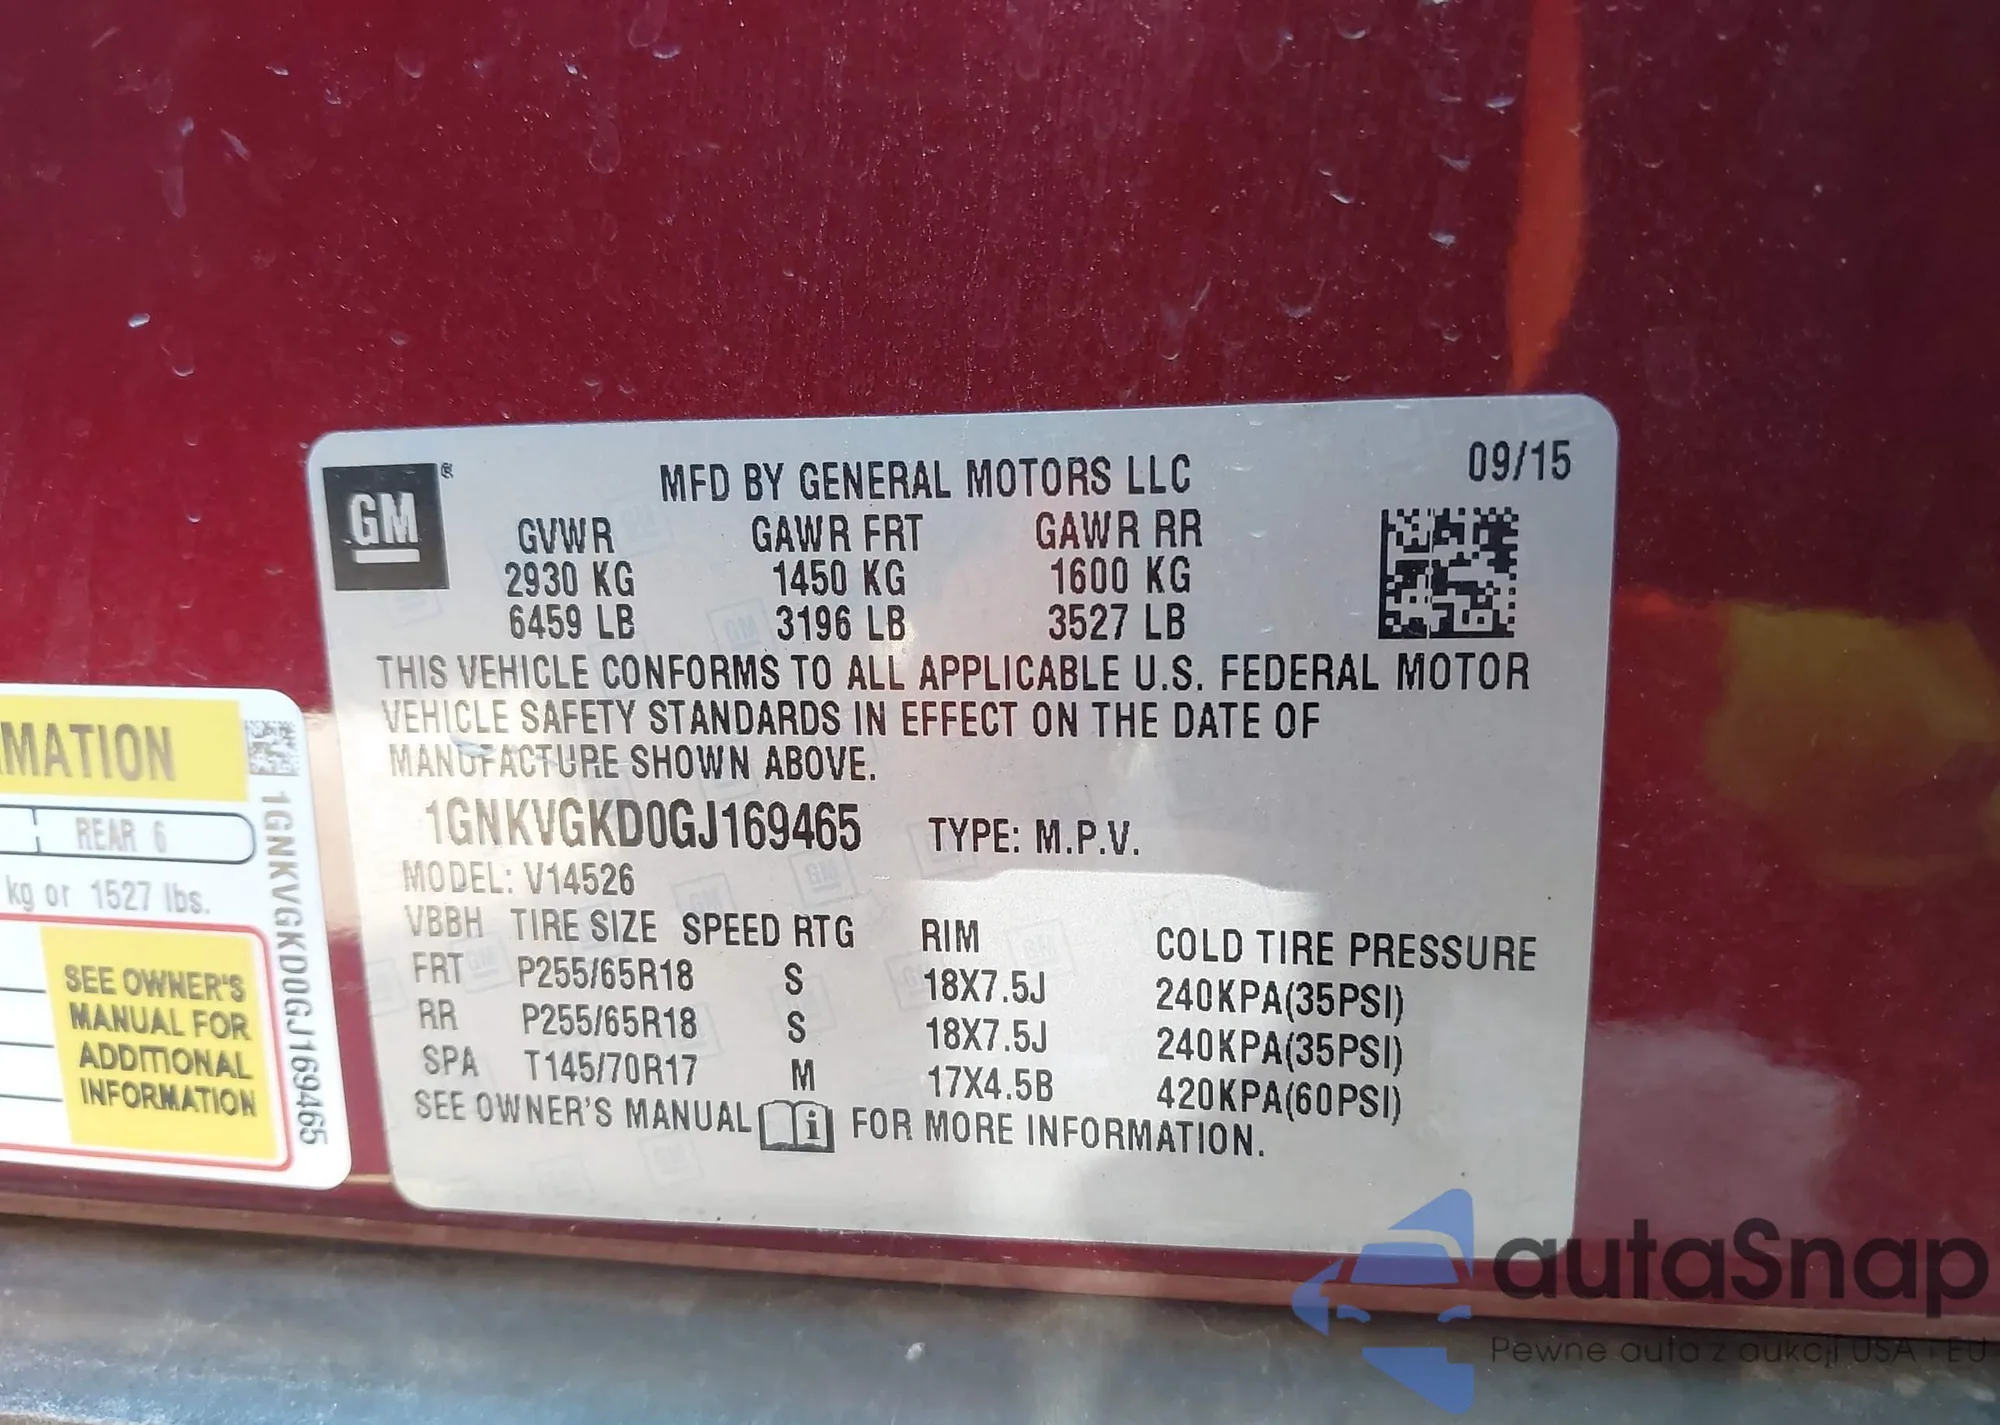 GM ®
MFD BY GENERAL MOTORS LLC 09/15
GVWR GAWR FRT GAWR RR
2930 KG 1450 KG 1600 KG
6459 LB 3196 LB 3527 LB
THIS VEHICLE CONFORMS TO ALL APPLICABLE U.S. FEDERAL MOTOR
VEHICLE SAFETY STANDARDS IN EFFECT ON THE DATE OF
MANUFACTURE SHOWN ABOVE.
1GNKVGKD0GJ169465 TYPE: M.P.V.
MODEL: V14526
VBBH TIRE SIZE SPEED RTG RIM COLD TIRE PRESSURE
FRT P255/65R18 S 18X7.5J 240KPA(35PSI)
RR P255/65R18 S 18X7.5J 240KPA(35PSI)
SPA T145/70R17 M 17X4.5B 420KPA(60PSI)
SEE OWNER'S MANUAL i FOR MORE INFORMATION.
MATION
REAR 6
kg or 1527 lbs.
SEE OWNER'S
MANUAL FOR
ADDITIONAL
INFORMATION
1GNKVGKD0GJ169465
autaSnap
Pewne auta z aukcji USA i EU